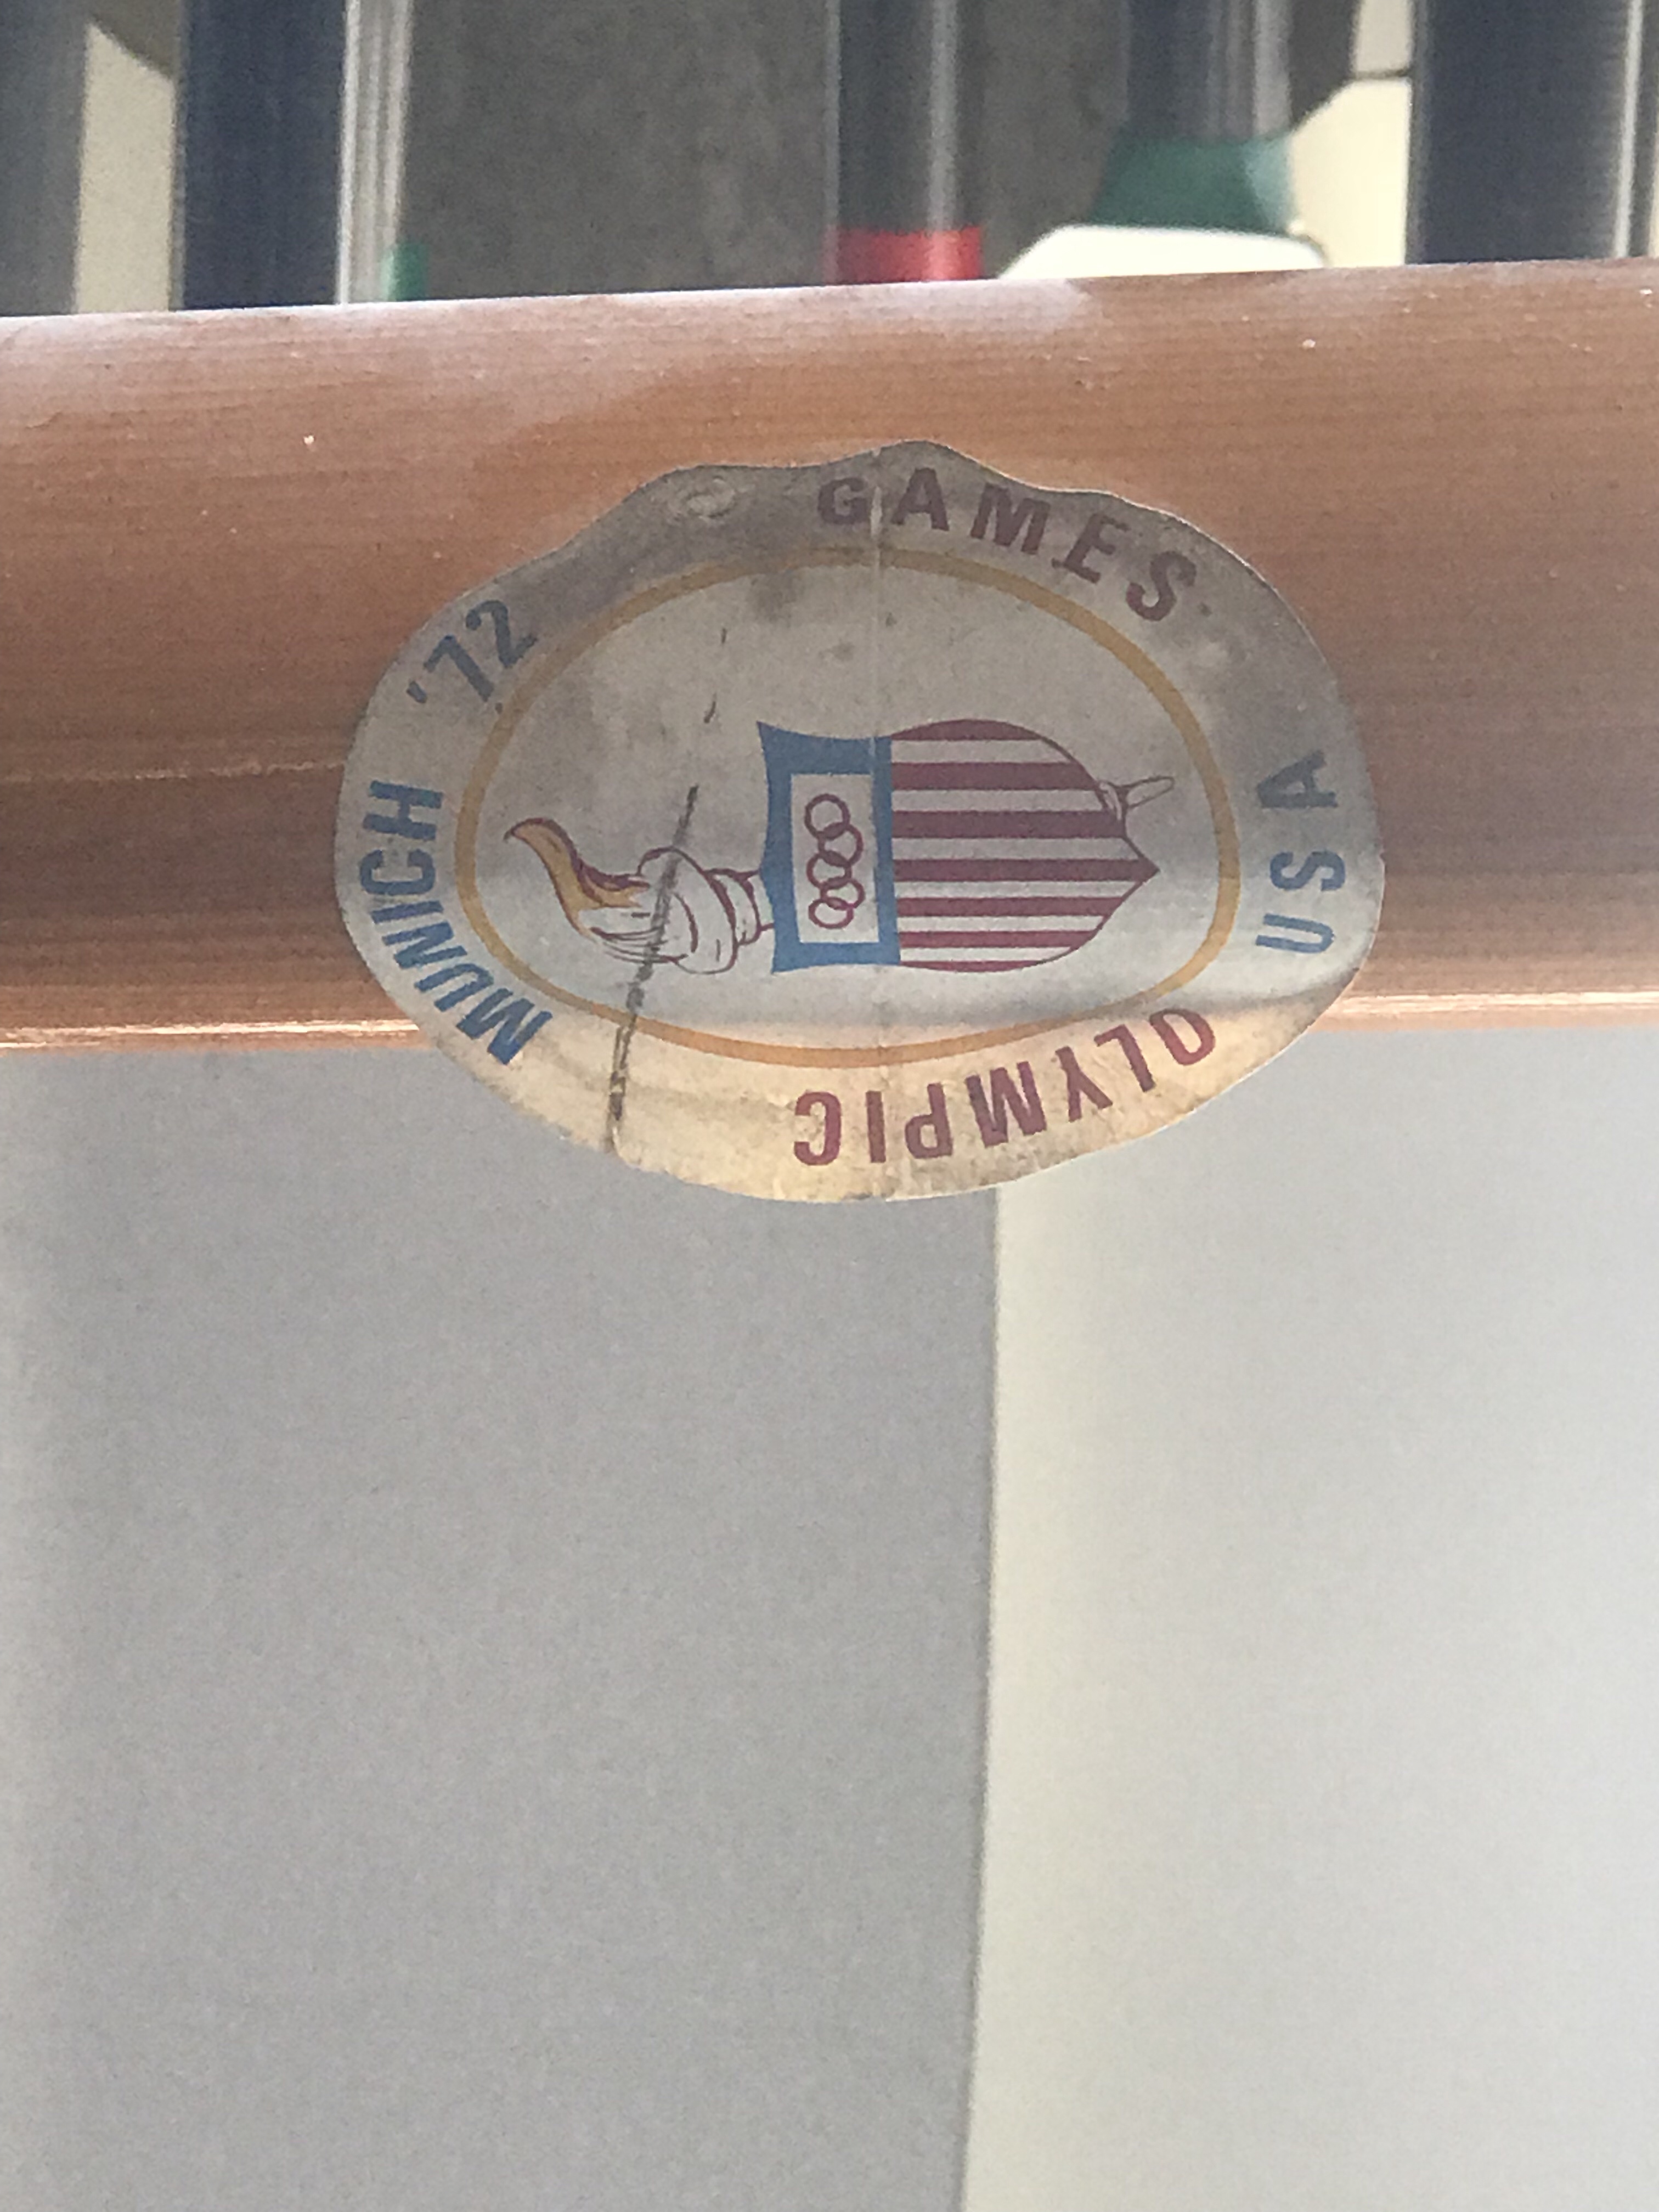 MUNICH '72
OLYMPIC GAMES
USA